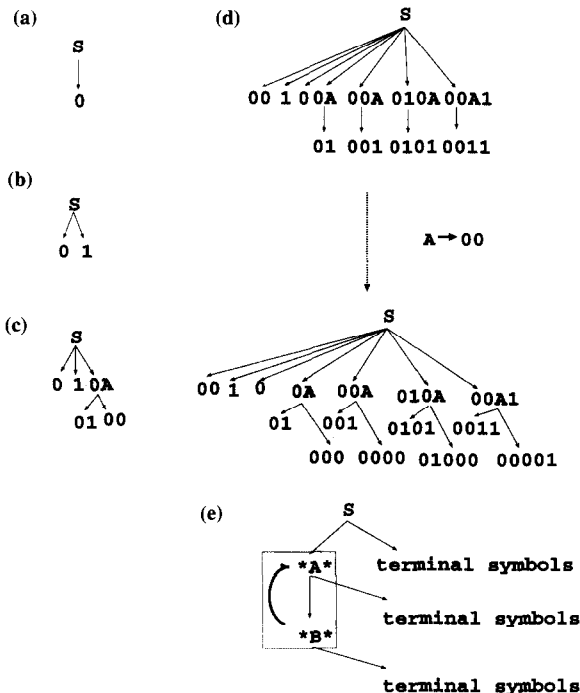 (a)
S
0
(b)
S
0 1
(c)
S
0 1 0A
01 00
(d)
S
00 1 00A 00A 010A 00A1
01 001 0101 0011
A→00
S
00 1 0 0A 00A 010A 00A1
01 001 0101 0011
000 0000 01000 00001
(e)
S
*A* terminal symbols
terminal symbols
*B*
terminal symbols